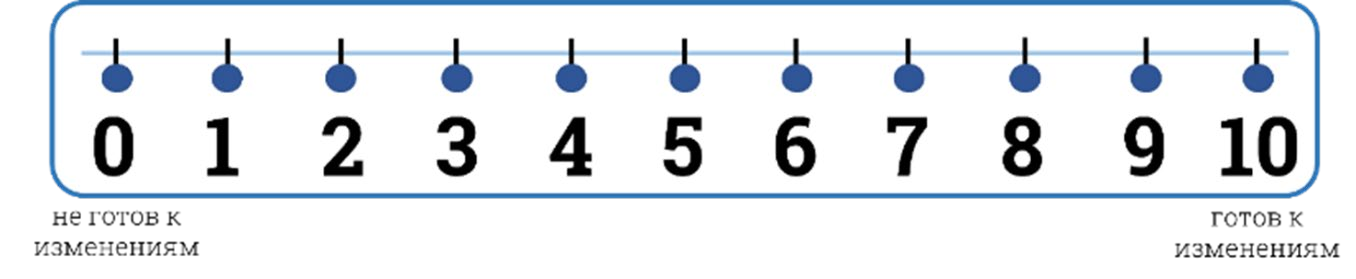 0 1 2 3 4 5 6 7 8 9 10
не готов к готов к
изменениям изменениям